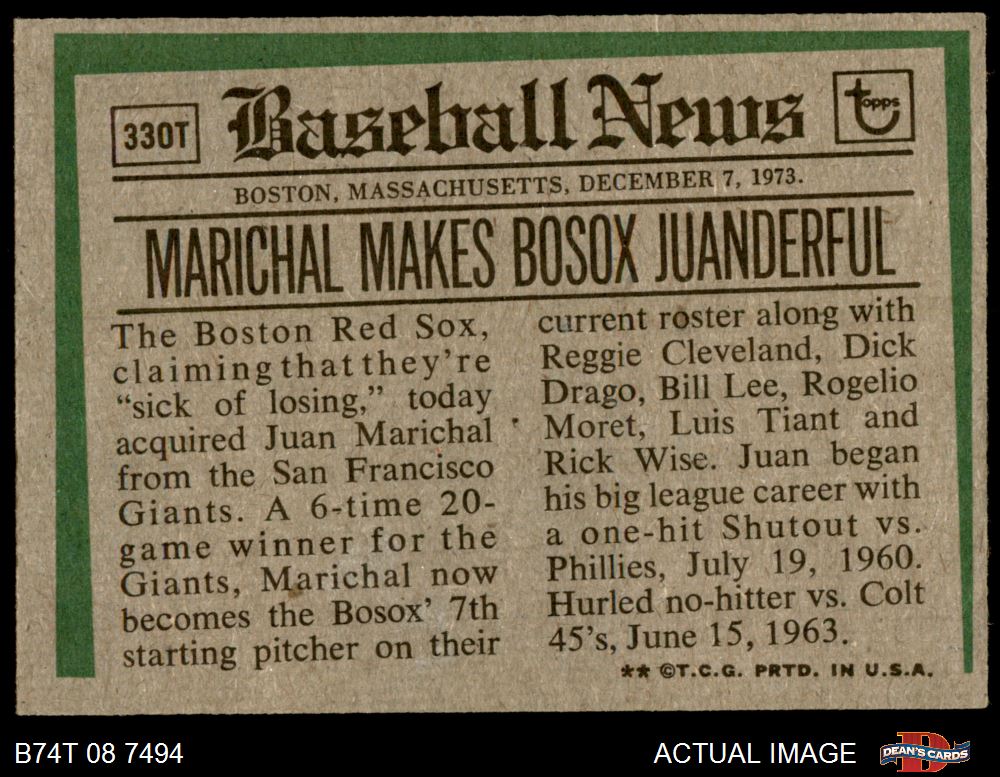 330T
Baseball News
topps
BOSTON, MASSACHUSETTS, DECEMBER 7, 1973.
MARICHAL MAKES BOSOX JUANDERFUL
The Boston Red Sox,
claiming that they're
“sick of losing,” today
acquired Juan Marichal
from the San Francisco
Giants. A 6-time 20-
game winner for the
Giants, Marichal now
becomes the Bosox' 7th
starting pitcher on their
current roster along with
Reggie Cleveland, Dick
Drago, Bill Lee, Rogelio
Moret, Luis Tiant and
Rick Wise. Juan began
his big league career with
a one-hit Shutout vs.
Phillies, July 19, 1960.
Hurled no-hitter vs. Colt
45's, June 15, 1963.
** ©T.C.G. PRTD. IN U.S.A.
B74T 08 7494
ACTUAL IMAGE
DEAN'S CARDS